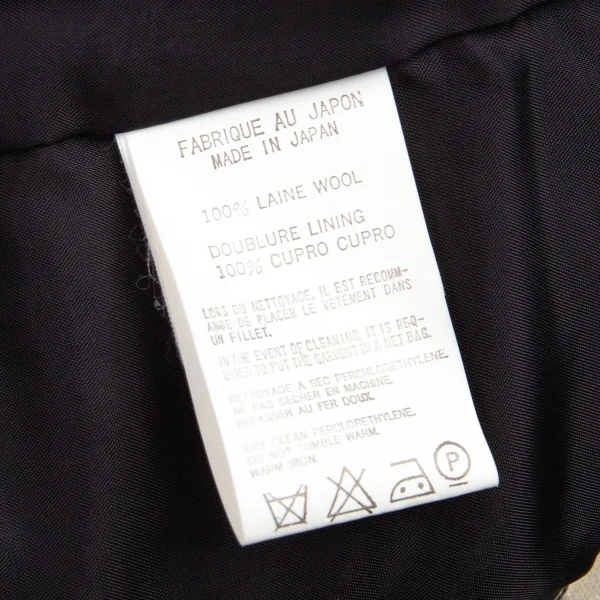 FABRIQUE AU JAPON
MADE IN JAPAN
100% LAINE WOOL
DOUBLURE LINING
100% CUPRO CUPRO
LORS DU NETTOYAGE, IL EST RECOMM-
ANDE DE PLACER LE VETEMENT DANS
UN FILLET.
IN THE EVENT OF CLEANING, IT IS REQ-
UIRED TO PUT THE GARMENT IN A NET BAG.
NETTOYAGE A SEC PERCHLORETHYLENE.
NE PAS SECHER EN MACHINE.
REPASSER AU FER DOUX.
DRY CLEAN PERCLORETHYLENE.
DO NOT TUMBLE WARM.
WARM IRON.
P